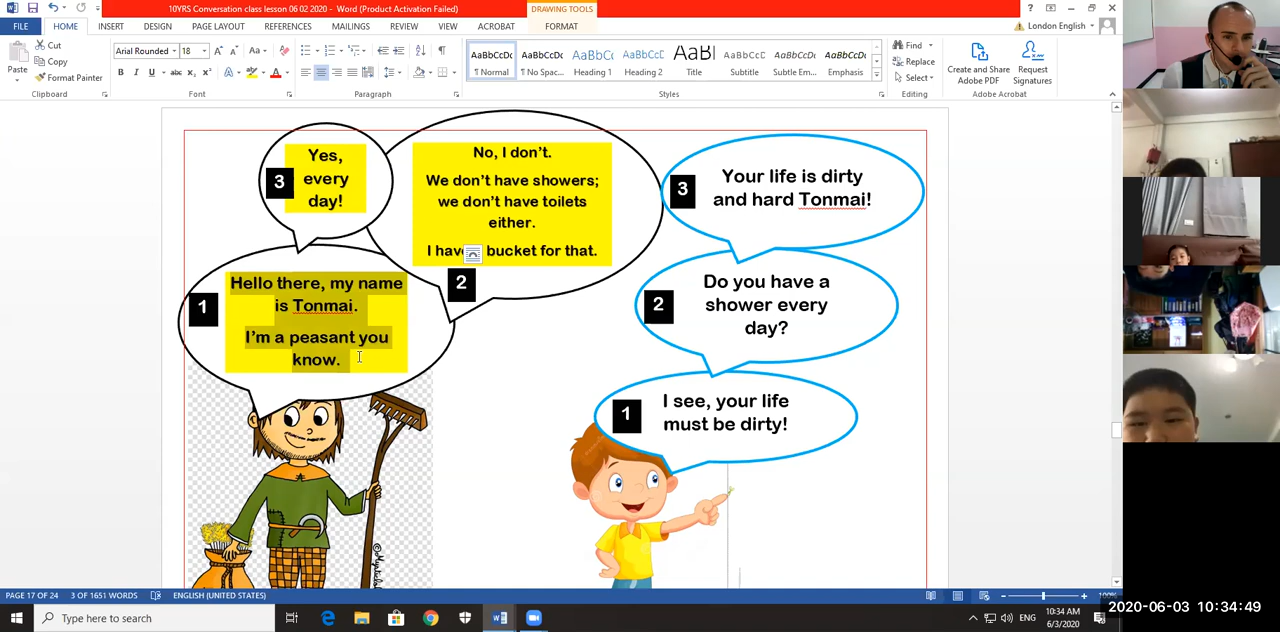 10YRS Conversation class lesson 06 02 2020 - Word (Product Activation Failed)
DRAWING TOOLS
FILE HOME INSERT DESIGN PAGE LAYOUT REFERENCES MAILINGS REVIEW VIEW ACROBAT FORMAT
London English
Paste
Cut
Copy
Format Painter
Clipboard
Arial Rounded 18
Font
Paragraph
AaBbCcDc AaBbCcDc AaBbCc AaBbCcC AaBl AaBbCcC AaBbCcDc AaBbCcDc
¶ Normal ¶ No Spac... Heading 1 Heading 2 Title Subtitle Subtle Em... Emphasis
Styles
Find
Replace
Select
Editing
Create and Share
Adobe PDF
Request
Signatures
Adobe Acrobat
3
Yes,
every
day!
No, I don't.
We don't have showers;
we don't have toilets
either.
bucket for that.
2
1
Hello there, my name
is Tonmai.
I'm a peasant you
know.
3
Your life is dirty
and hard Tonmai!
2
Do you have a
shower every
day?
1
I see, your life
must be dirty!
PAGE 17 OF 24 3 OF 1651 WORDS ENGLISH (UNITED STATES)
100%
Type here to search
ENG
10:34 AM
6/3/2020
2020-06-03 10:34:49